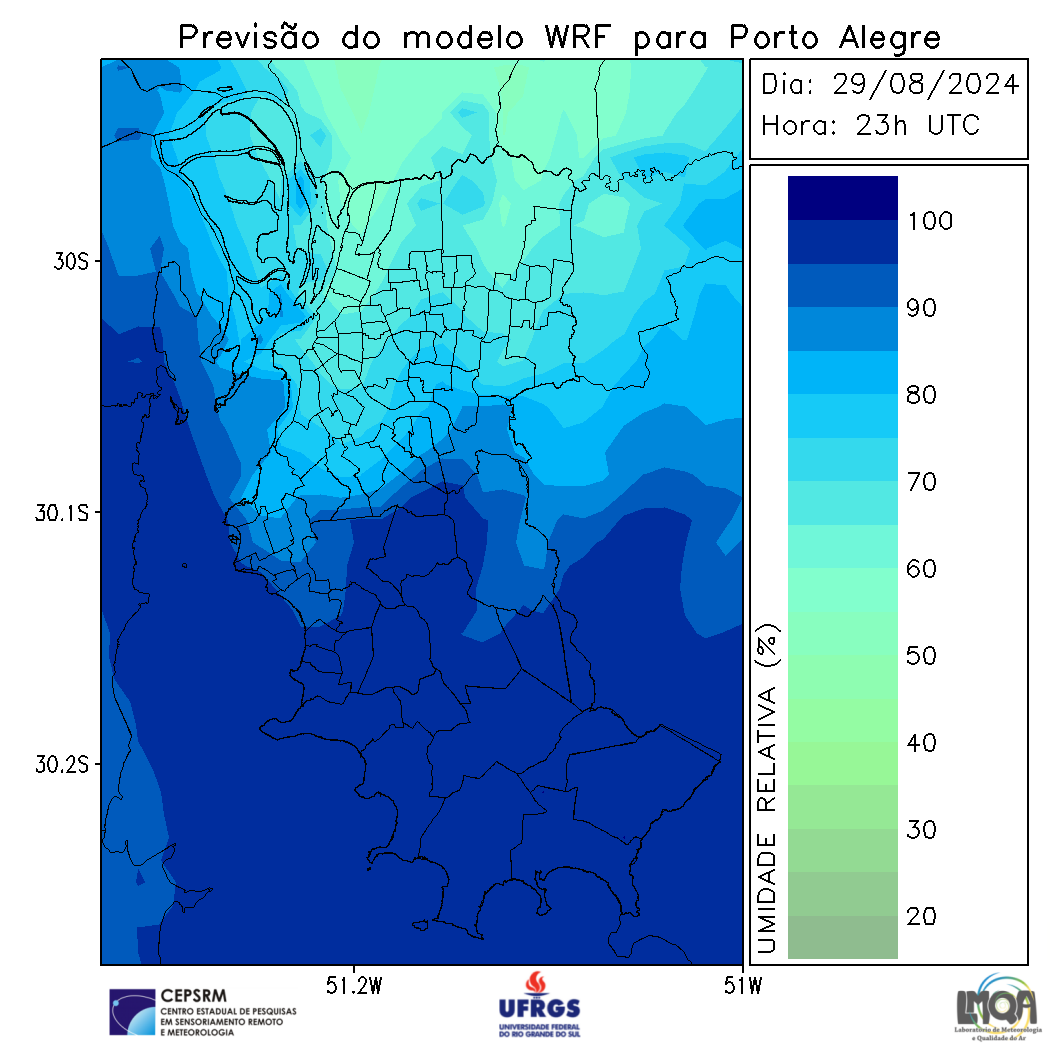 Previsão do modelo WRF para Porto Alegre
Dia: 29/08/2024
Hora: 23h UTC
30S
30.1S
30.2S
51.2W
51W
UMIDADE RELATIVA (%)
100
90
80
70
60
50
40
30
20
CEPSRM
CENTRO ESTADUAL DE PESQUISAS
EM SENSORIAMENTO REMOTO
E METEOROLOGIA
UFRGS
UNIVERSIDADE FEDERAL
DO RIO GRANDE DO SUL
LMQA
Laboratório de Meteorologia
e Qualidade do Ar